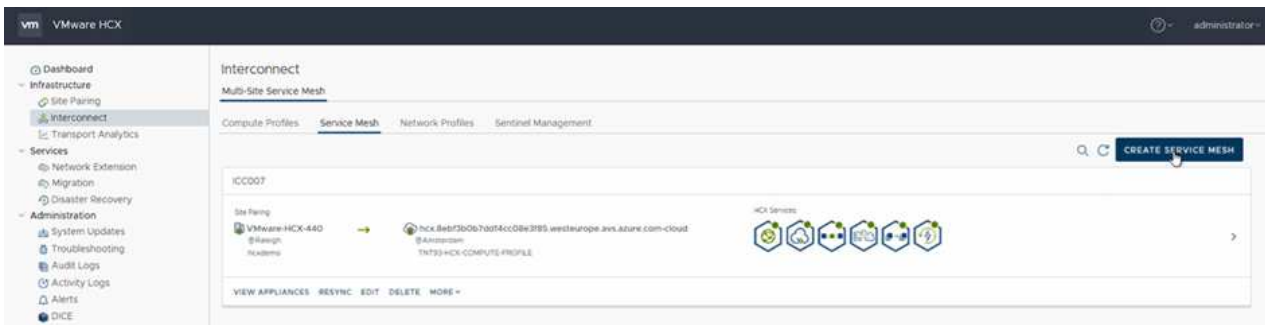 vm VMware HCX
administrator
Dashboard
Infrastructure
Site Pairing
Interconnect
Transport Analytics
Services
Network Extension
Migration
Disaster Recovery
Administration
System Updates
Troubleshooting
Audit Logs
Activity Logs
Alerts
DICE
Interconnect
Multi-Site Service Mesh
Compute Profiles Service Mesh Network Profiles Sentinel Management
CREATE SERVICE MESH
ICC007
Site Pairing
VMware-HCX-440
@Raleigh
westeurope.avs.azure.com-cloud
@Amsterdam
TNT93-HCX-COMPUTE-PROFILE
HCX Services
VIEW APPLIANCES RESYNC EDIT DELETE MORE